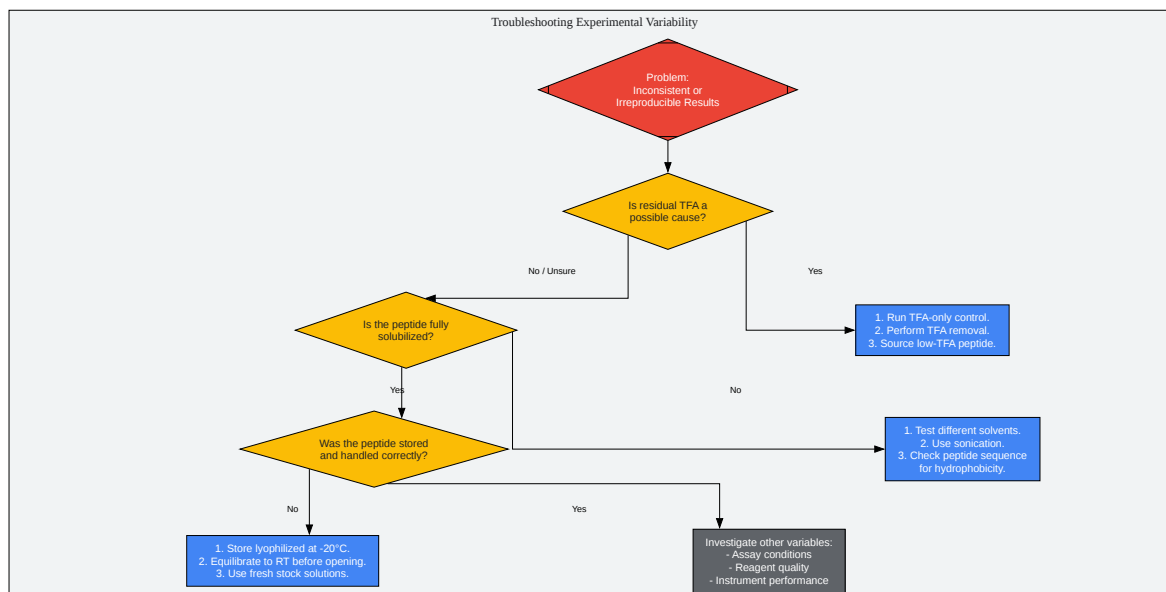 Troubleshooting Experimental Variability
Problem:
Inconsistent or
Irreproducible Results
Is residual TFA a
possible cause?
No / Unsure
Yes
Is the peptide fully
solubilized?
1. Run TFA-only control.
2. Perform TFA removal.
3. Source low-TFA peptide.
Yes
No
Was the peptide stored
and handled correctly?
1. Test different solvents.
2. Use sonication.
3. Check peptide sequence
for hydrophobicity.
No
Yes
1. Store lyophilized at -20°C.
2. Equilibrate to RT before opening.
3. Use fresh stock solutions.
Investigate other variables:
- Assay conditions
- Reagent quality
- Instrument performance